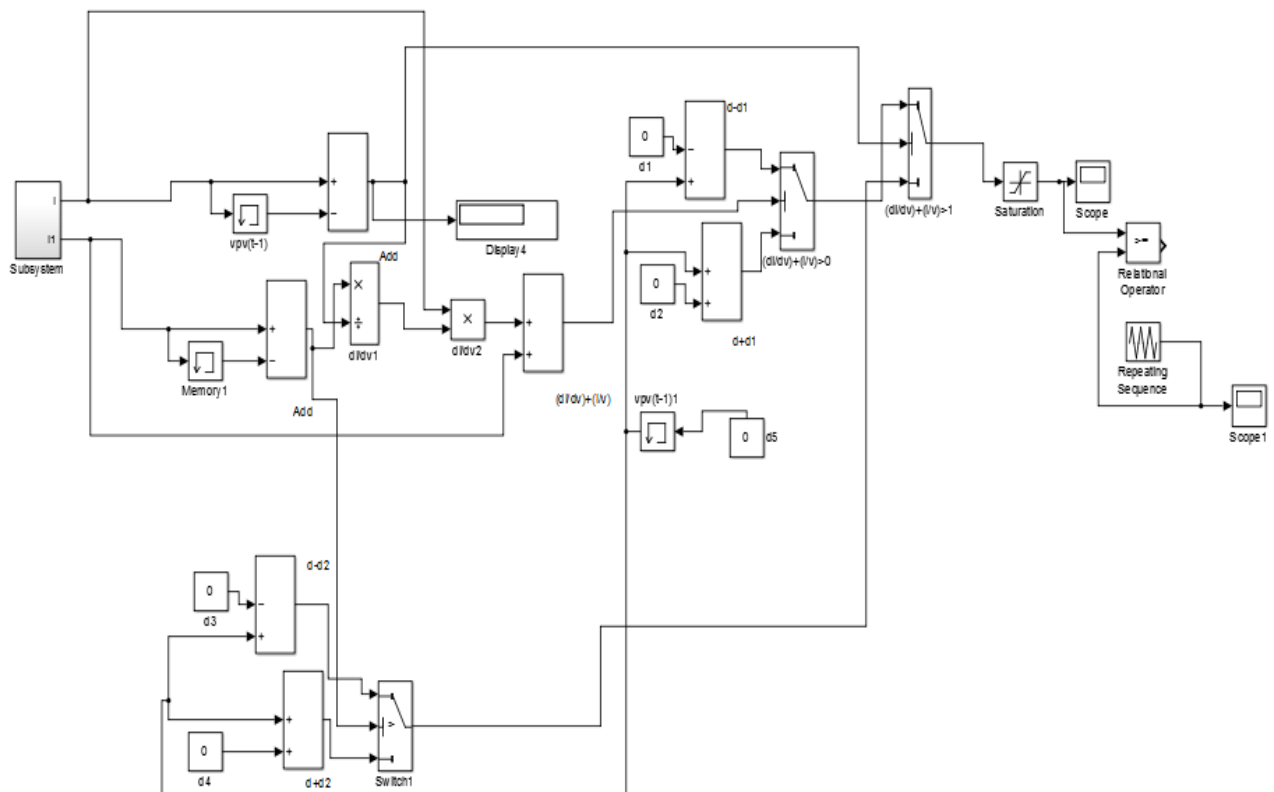 I
I1
Subsystem
vpv(t-1)
+
−
Add
Display4
Memory1
+
−
Add
×
÷
dI/dv1
×
dI/dv2
+
+
(dI/dv)+(I/v)
0
d1
−
+
d-d1
0
d2
+
+
d+d1
(dI/dv)+(I/v)>0
(dI/dv)+(I/v)>1
vpv(t-1)1
0
d5
Saturation
Scope
>=
Relational
Operator
Repeating
Sequence
Scope1
0
d3
−
+
d-d2
0
d4
+
+
d+d2
>
Switch1